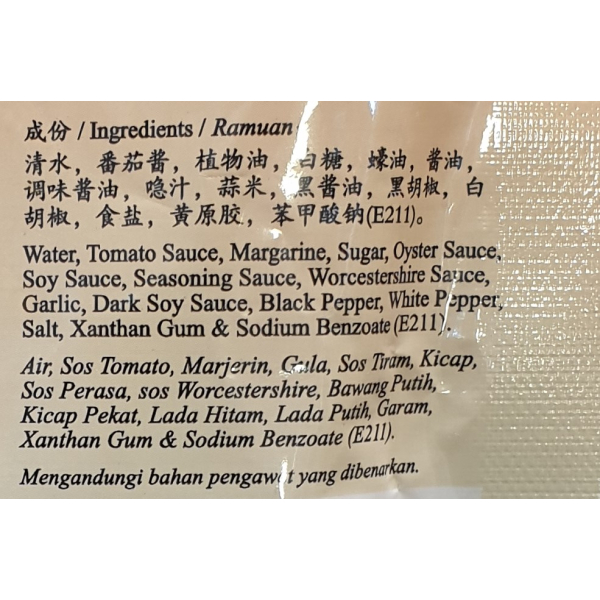 成份 / Ingredients / Ramuan
清水，番茄酱，植物油，白糖，蠔油，酱油，
调味酱油，喼汁，蒜米，黑酱油，黑胡椒，白
胡椒，食盐，黄原胶，苯甲酸钠(E211)。
Water, Tomato Sauce, Margarine, Sugar, Oyster Sauce,
Soy Sauce, Seasoning Sauce, Worcestershire Sauce,
Garlic, Dark Soy Sauce, Black Pepper, White Pepper,
Salt, Xanthan Gum & Sodium Benzoate (E211).
Air, Sos Tomato, Marjerin, Gula, Sos Tiram, Kicap,
Sos Perasa, sos Worcestershire, Bawang Putih,
Kicap Pekat, Lada Hitam, Lada Putih, Garam,
Xanthan Gum & Sodium Benzoate (E211).
Mengandungi bahan pengawet yang dibenarkan.